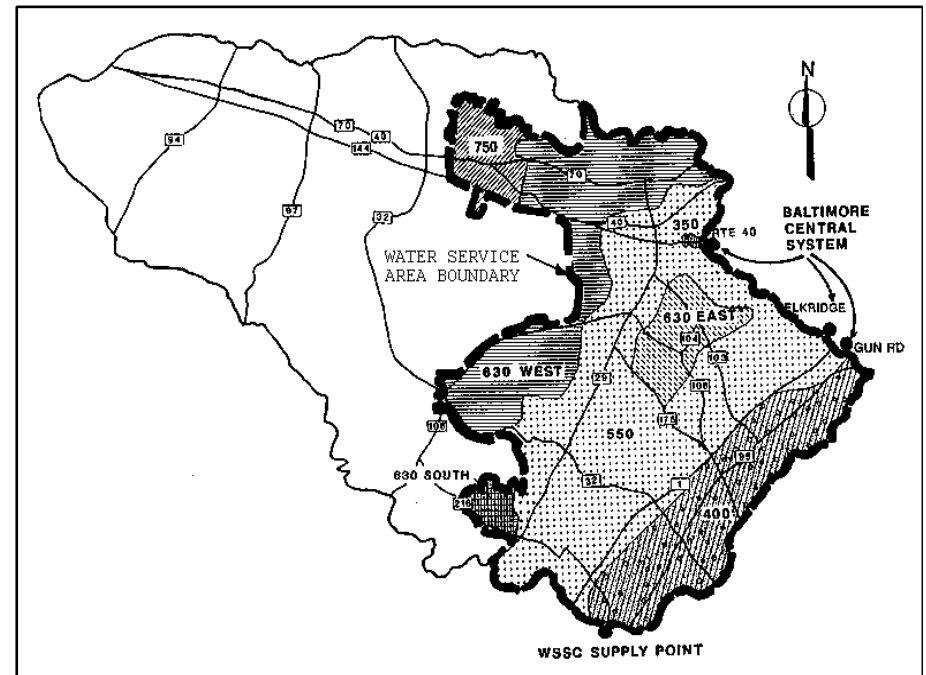 N
94
70
40
144
750
70
97
32
40
350
RTE 40
BALTIMORE
CENTRAL
SYSTEM
WATER SERVICE
AREA BOUNDARY
ELKRIDGE
630 EAST
104
GUN RD
103
630 WEST
29
108
108
175
550
95
630 SOUTH
32
1
216
400
WSSC SUPPLY POINT